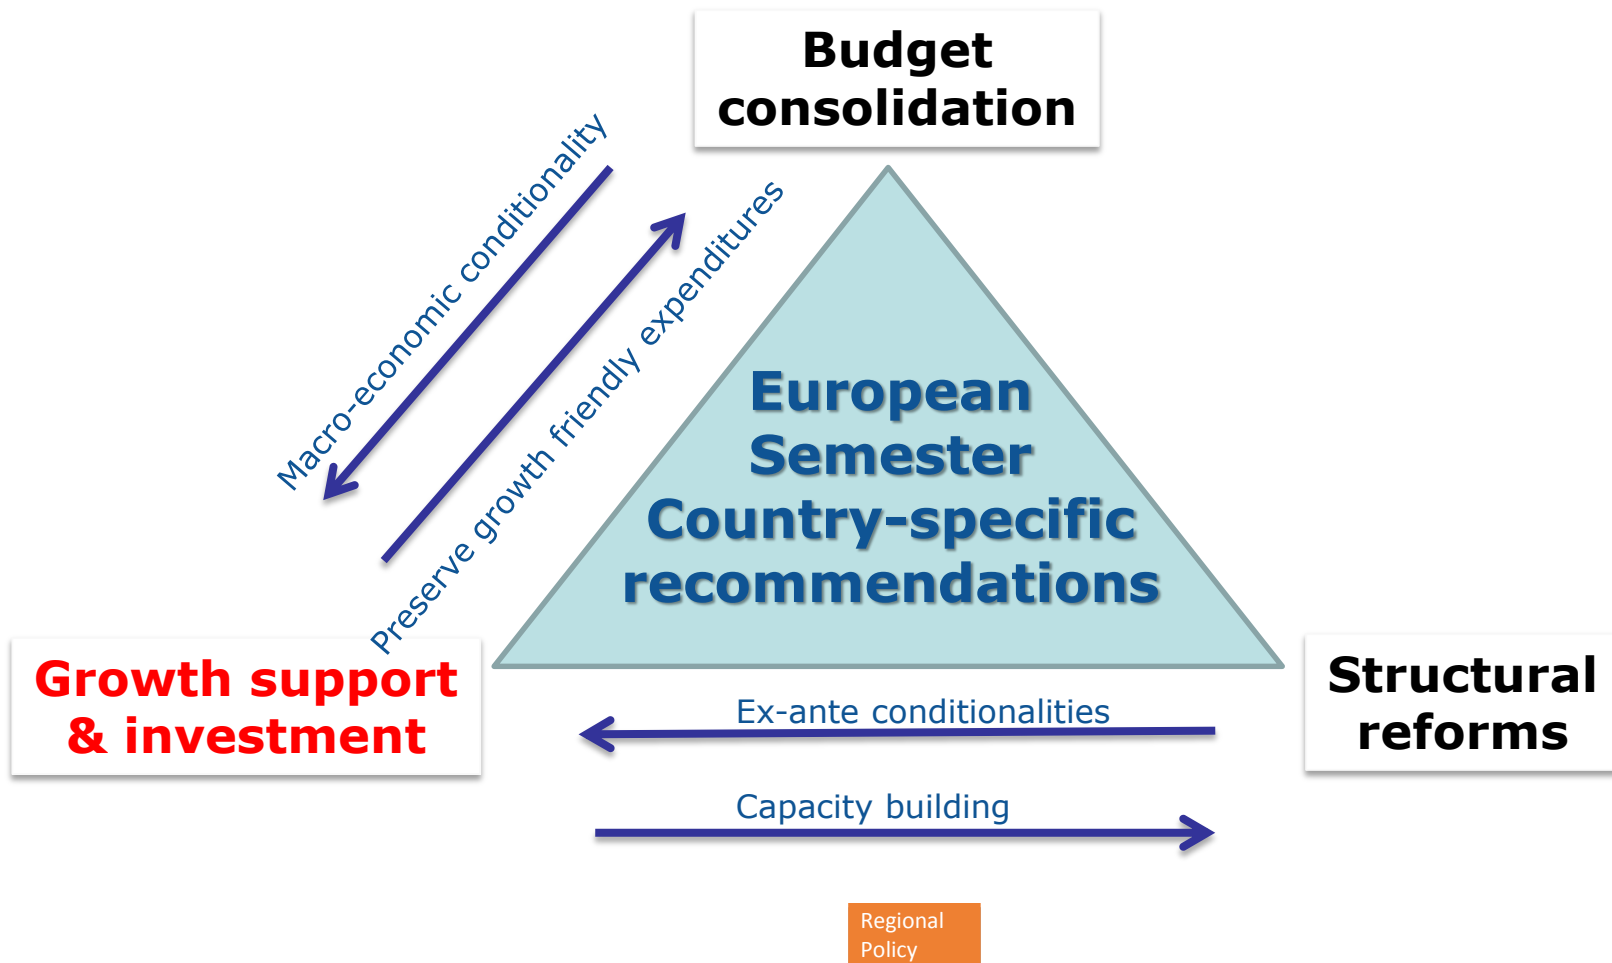 Budget
consolidation
Macro-economic conditionality
Preserve growth friendly expenditures
European
Semester
Country-specific
recommendations
Growth support
& investment
Structural
reforms
Ex-ante conditionalities
Capacity building
Regional
Policy